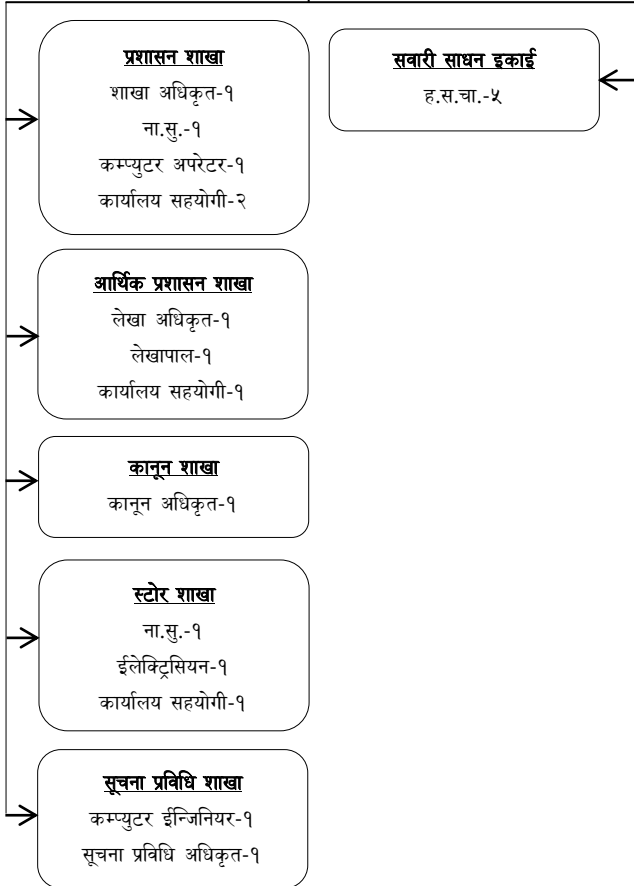 प्रशासन शाखा
शाखा अधिकृत-१
ना.सु.-१
कम्प्युटर अपरेटर-१
कार्यालय सहयोगी-२
सवारी साधन इकाई
ह.स.चा.-५
आर्थिक प्रशासन शाखा
लेखा अधिकृत-१
लेखापाल-१
कार्यालय सहयोगी-१
कानून शाखा
कानून अधिकृत-१
स्टोर शाखा
ना.सु.-१
ईलेक्ट्रिसियन-१
कार्यालय सहयोगी-१
सूचना प्रविधि शाखा
कम्प्युटर ईन्जिनियर-१
सूचना प्रविधि अधिकृत-१